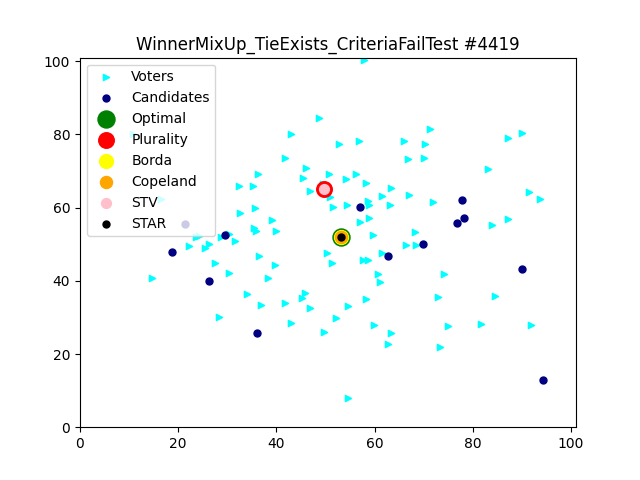 WinnerMixUp_TieExists_CriteriaFailTest #4419
100
80
60
40
20
0
Voters
Candidates
Optimal
Plurality
Borda
Copeland
STV
STAR
0 20 40 60 80 100